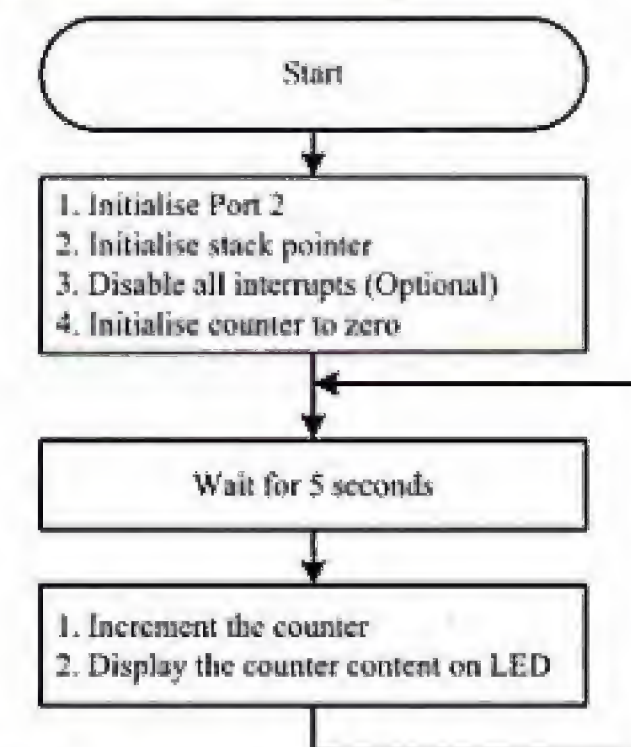 Start
1. Initialise Port 2
2. Initialise stack pointer
3. Disable all interrupts (Optional)
4. Initialise counter to zero
Wait for 5 seconds
1. Increment the counter
2. Display the counter content on LED